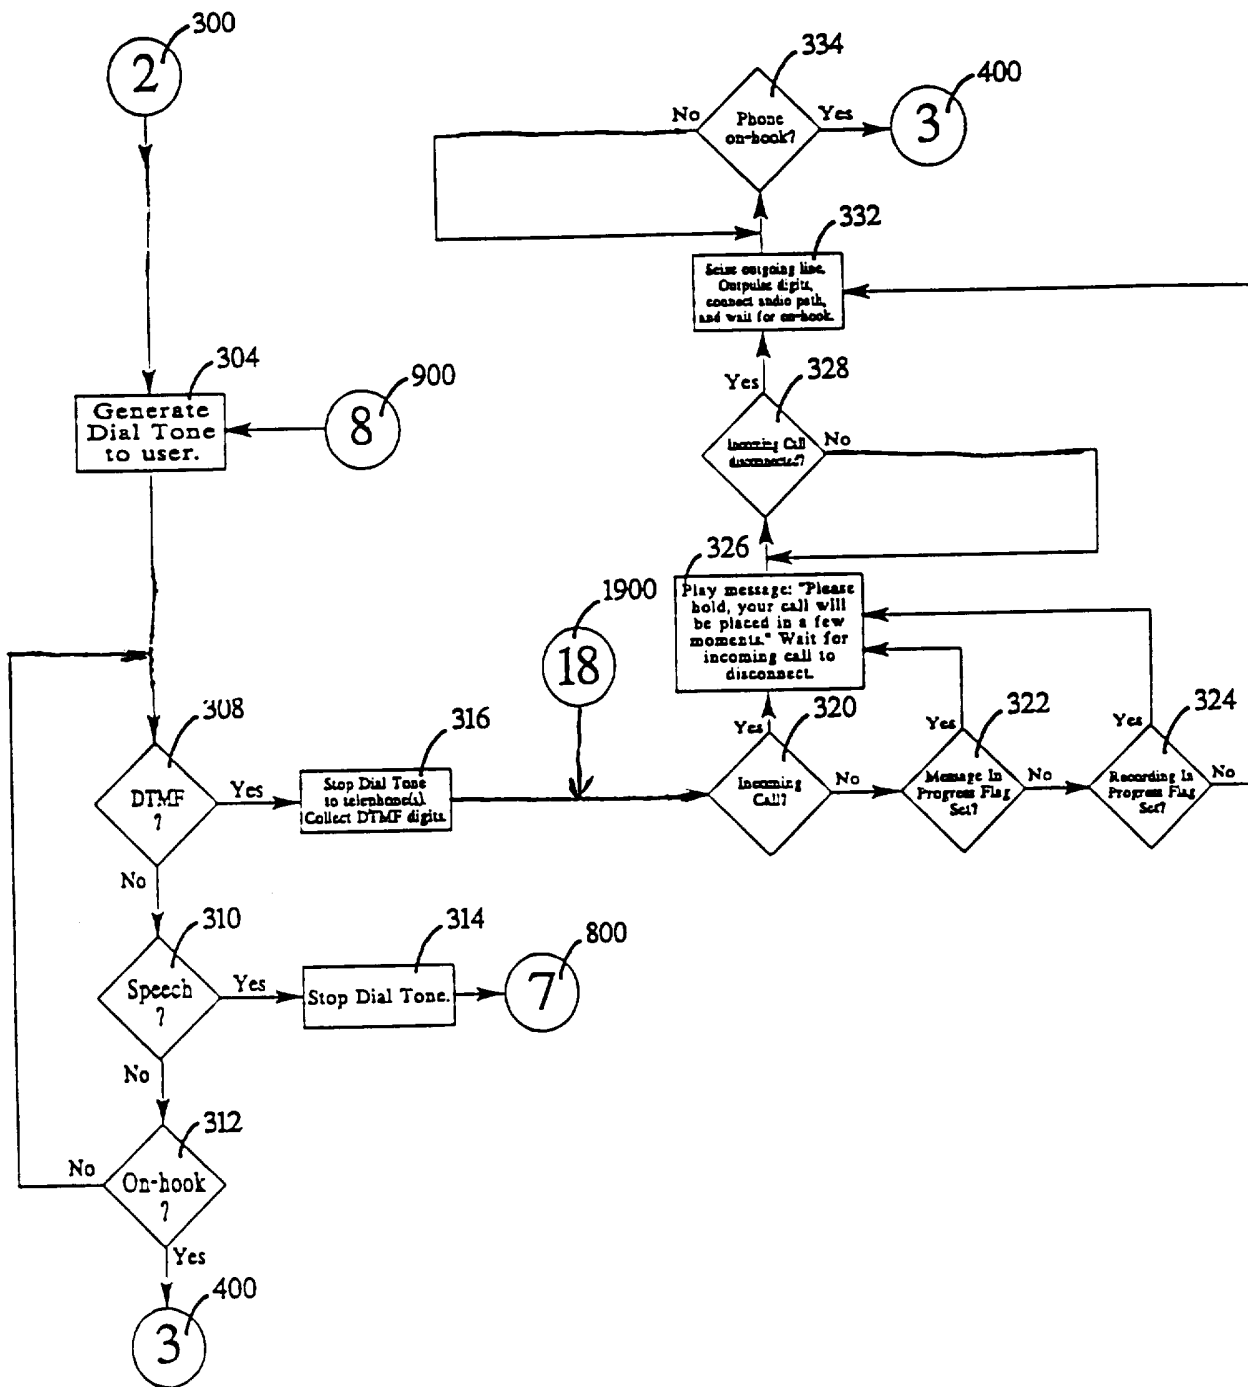 300
2
304
Generate
Dial Tone
to user.
900
8
308
DTMF
?
Yes
No
316
Stop Dial Tone
to telephone(s).
Collect DTMF digits.
310
Speech
?
Yes
No
314
Stop Dial Tone.
800
7
312
On-hook
?
No
Yes
400
3
1900
18
320
Incoming
Call?
Yes
No
322
Message In
Progress Flag
Set?
Yes
No
324
Recording In
Progress Flag
Set?
Yes
No
326
Play message: "Please
hold, your call will
be placed in a few
moments." Wait for
incoming call to
disconnect.
328
Incoming Call
disconnected?
Yes
No
332
Seize outgoing line,
Outpulse digits,
connect audio path,
and wait for on-hook.
334
Phone
on-hook?
No
Yes
400
3